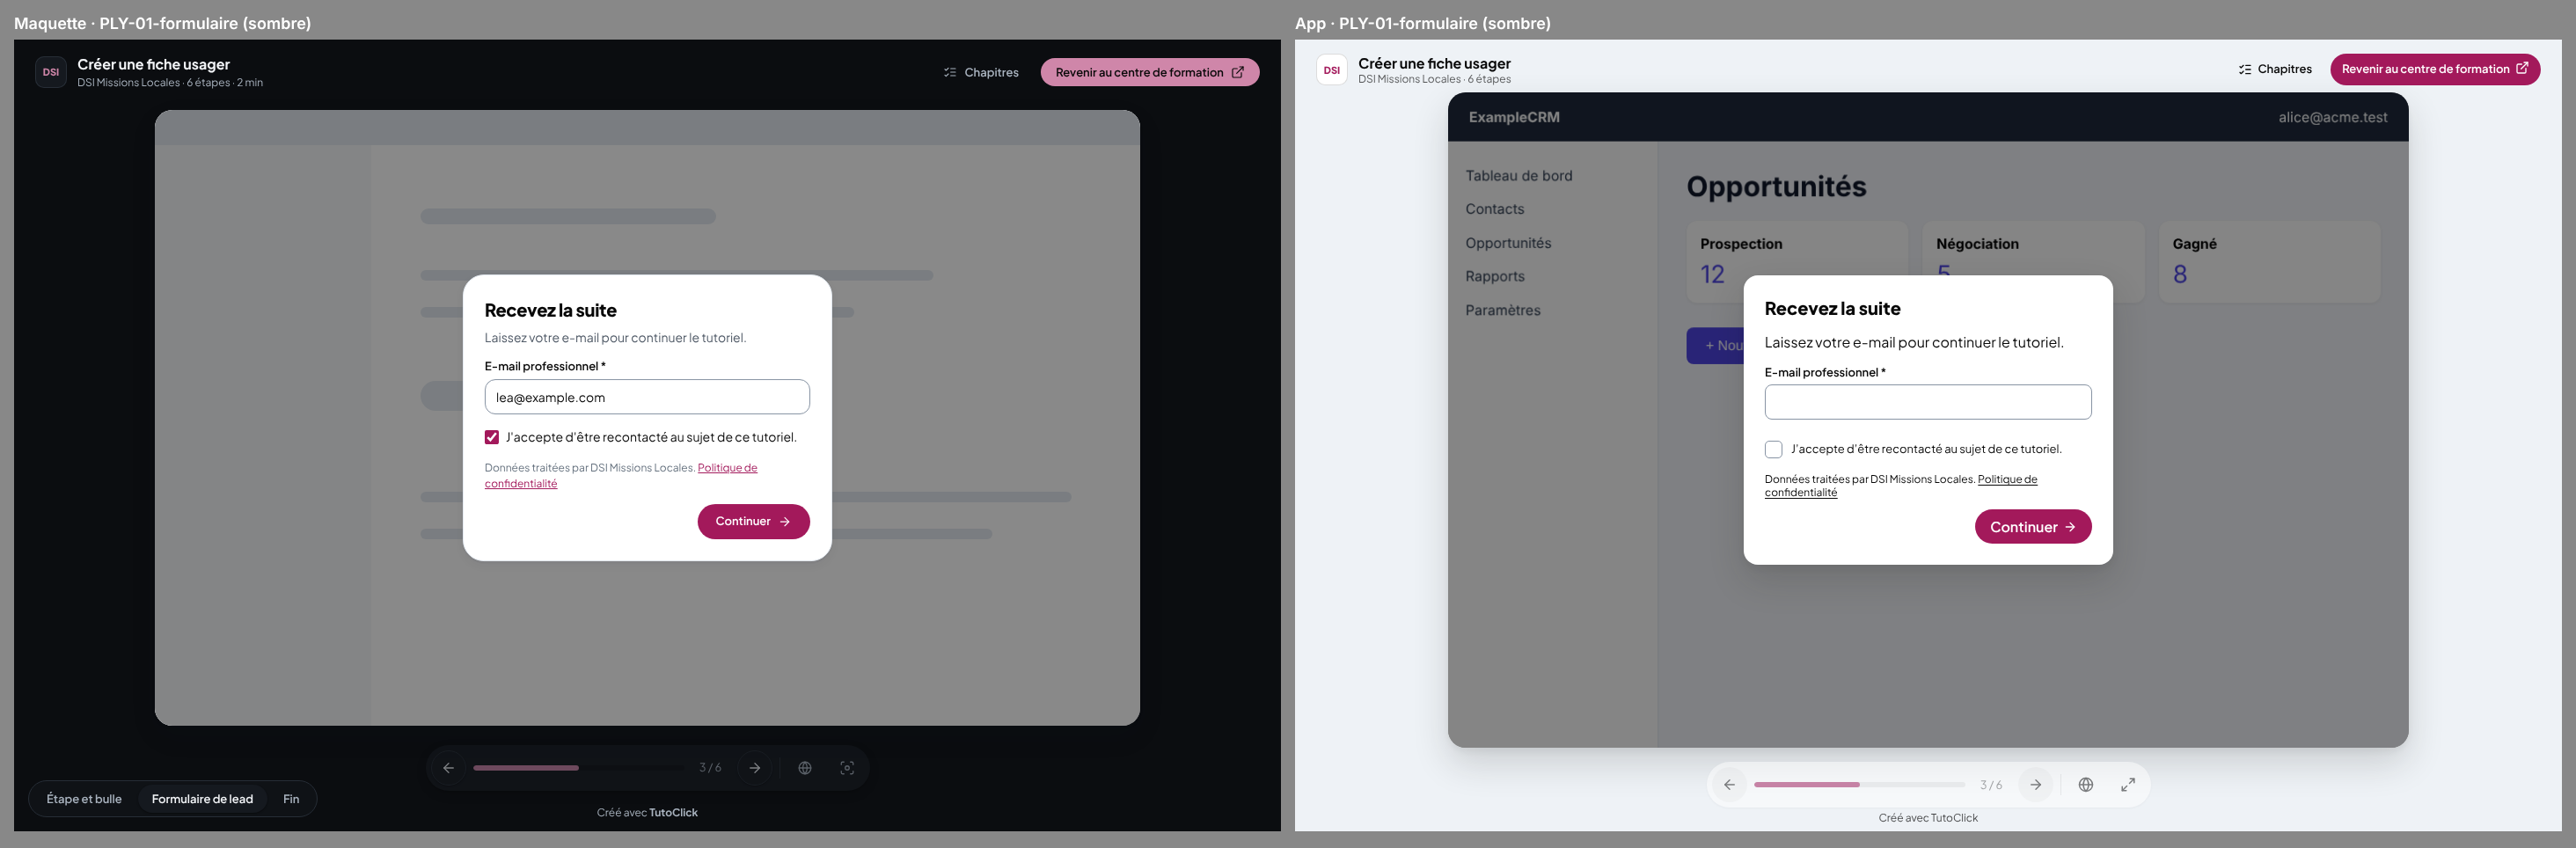 Maquette · PLY-01-formulaire (sombre)
DSI
Créer une fiche usager
DSI Missions Locales · 6 étapes · 2 min
Chapitres
Revenir au centre de formation
Recevez la suite
Laissez votre e-mail pour continuer le tutoriel.
E-mail professionnel *
lea@example.com
J'accepte d'être recontacté au sujet de ce tutoriel.
Données traitées par DSI Missions Locales. Politique de
confidentialité
Continuer
3 / 6
Étape et bulle
Formulaire de lead
Fin
Créé avec TutoClick
App · PLY-01-formulaire (sombre)
DSI
Créer une fiche usager
DSI Missions Locales · 6 étapes
Chapitres
Revenir au centre de formation
ExampleCRM
alice@acme.test
Tableau de bord
Contacts
Opportunités
Rapports
Paramètres
Opportunités
Prospection
12
Négociation
5
Gagné
8
+ Nou
Recevez la suite
Laissez votre e-mail pour continuer le tutoriel.
E-mail professionnel *
J'accepte d'être recontacté au sujet de ce tutoriel.
Données traitées par DSI Missions Locales. Politique de
confidentialité
Continuer
3 / 6
Créé avec TutoClick